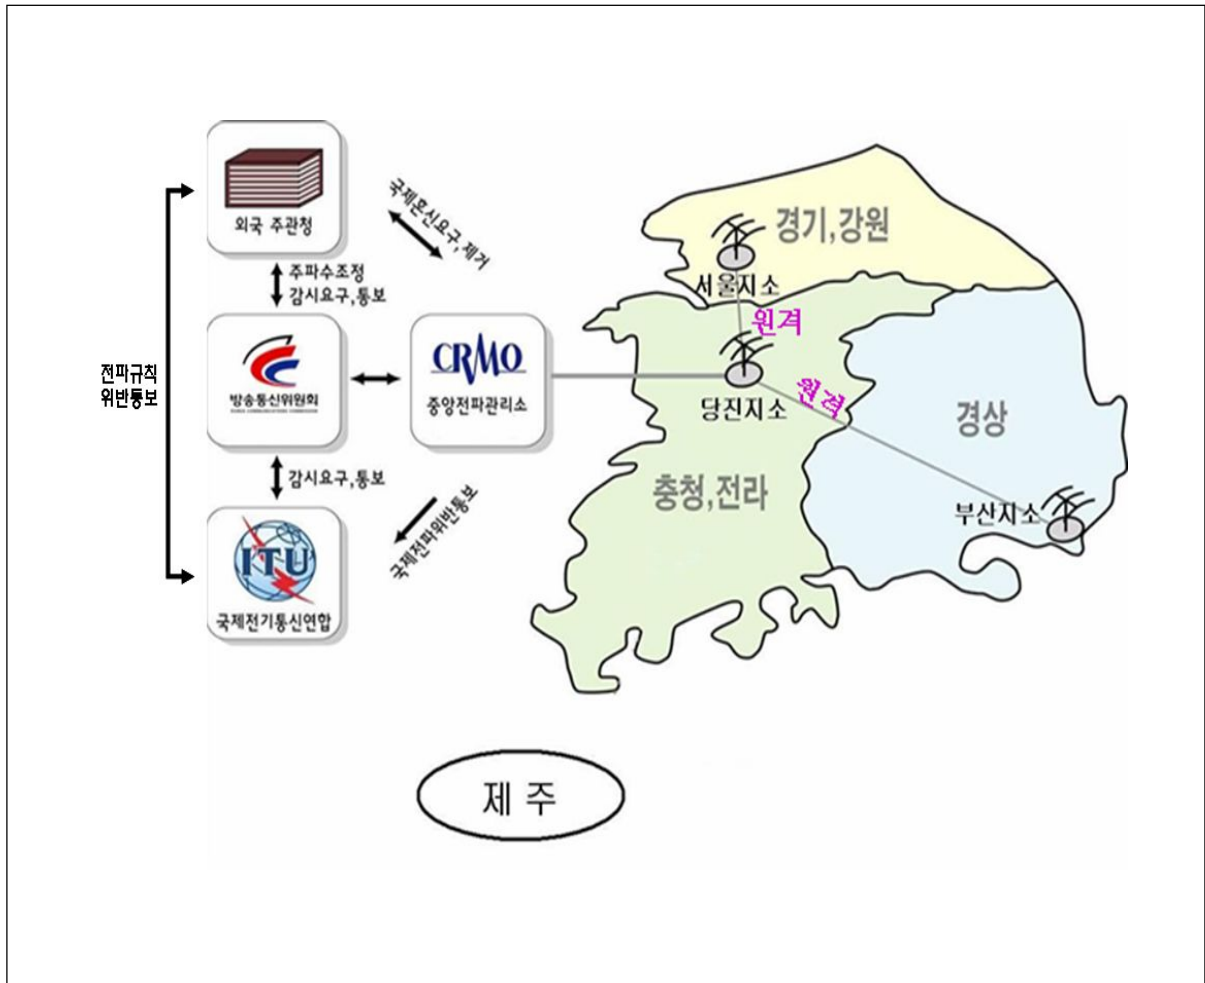 외국 주관청
국제혼신요구,제거
주파수조정
감시요구,통보
전파규칙
위반통보
방송통신위원회
CRMO
중앙전파관리소
감시요구,통보
국제전파위반통보
ITU
국제전기통신연합
경기,강원
서울지소
원격
당진지소
원격
경상
충청,전라
부산지소
제 주